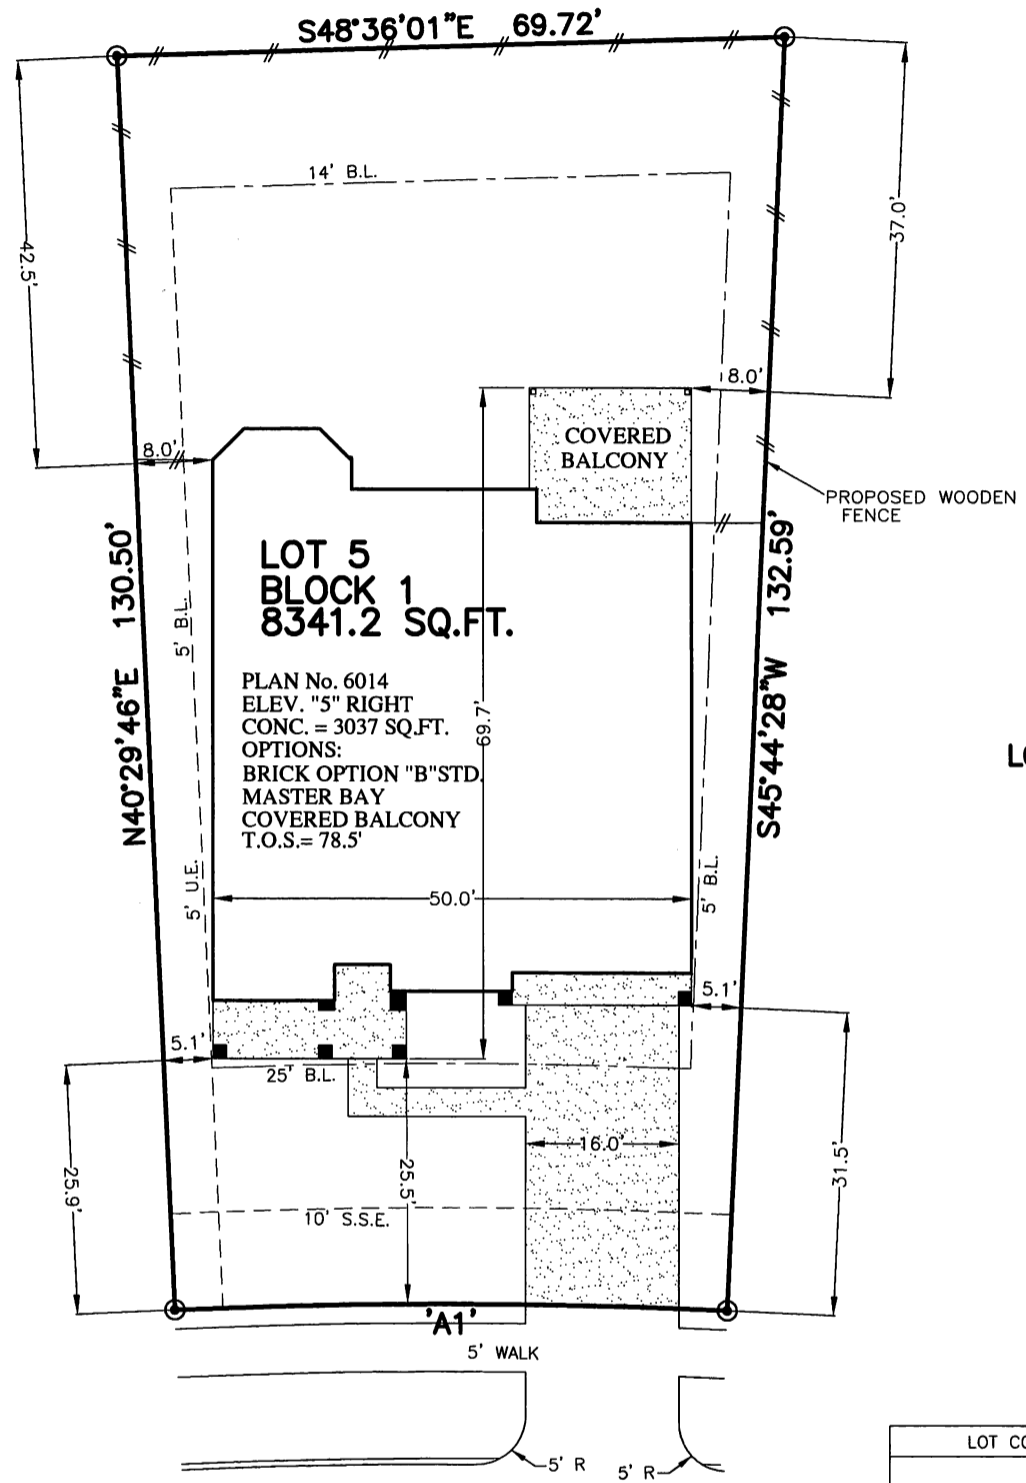 S48°36'01"E 69.72'
14' B.L.
42.5'
37.0'
8.0'
COVERED
BALCONY
8.0'
PROPOSED WOODEN
FENCE
N40°29'46"E 130.50'
S45°44'28"W 132.59'
LOT 5
BLOCK 1
8341.2 SQ.FT.
5' B.L.
PLAN No. 6014
ELEV. "5" RIGHT
CONC. = 3037 SQ.FT.
OPTIONS:
BRICK OPTION "B"STD.
MASTER BAY
COVERED BALCONY
T.O.S.= 78.5'
69.7'
5' U.E.
50.0'
5' B.L.
5.1'
5.1'
25' B.L.
25.9'
25.5'
16.0'
31.5'
10' S.S.E.
'A1'
5' WALK
5' R
5' R
LOT